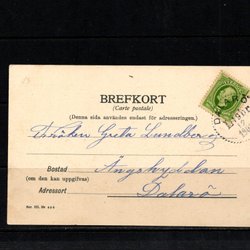 BREFKORT
(Carte postale)
(Denna sida användes endast för adresseringen.)
Fröken Greta Lundberg
Bostad Ängshyddan
(om den kan uppgifvas)
Adressort Dalarö